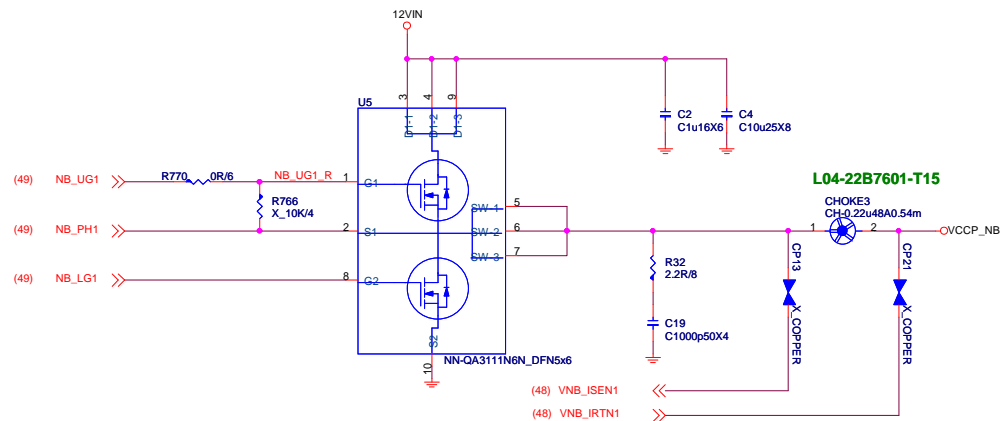 12VIN
U5
3
4
9
D1-1
D1-2
D1-3
C2
C1u16X6
C4
C10u25X8
(49) NB_UG1
R770 0R/6
NB_UG1_R
1
G1
R766
X_10K/4
(49) NB_PH1
2
S1
(49) NB_LG1
8
G2
SW-1
5
SW-2
6
SW-3
7
S2
10
NN-QA3111N6N_DFN5x6
R32
2.2R/8
C19
C1000p50X4
L04-22B7601-T15
CHOKE3
CH-0.22u48A0.54m
1
2
VCCP_NB
CP13
X_COPPER
CP21
X_COPPER
(48) VNB_ISEN1
(48) VNB_IRTN1